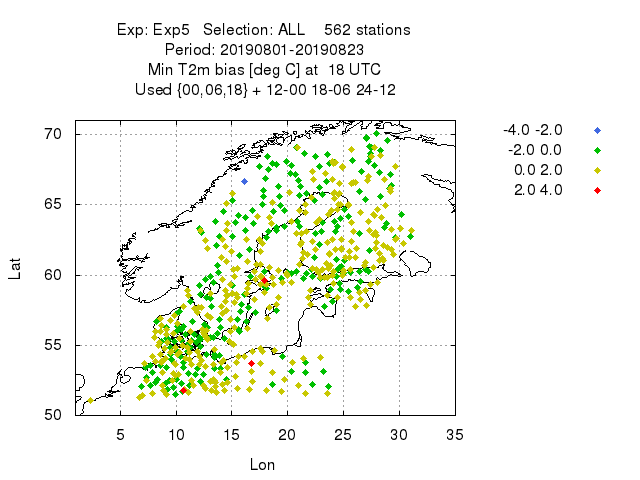 Exp: Exp5 Selection: ALL 562 stations
Period: 20190801-20190823
Min T2m bias [deg C] at 18 UTC
Used {00,06,18} + 12-00 18-06 24-12
-4.0 -2.0
-2.0 0.0
0.0 2.0
2.0 4.0
70
65
60
55
50
Lat
5 10 15 20 25 30 35
Lon